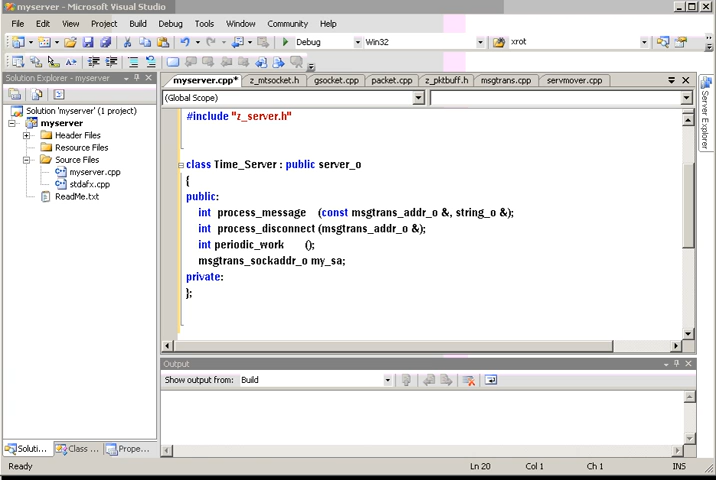 myserver - Microsoft Visual Studio
File Edit View Project Build Debug Tools Window Community Help
Debug Win32 xrot
Solution Explorer - myserver
myserver.cpp* z_mtsocket.h gsocket.cpp packet.cpp z_pktbuff.h msgtrans.cpp servmover.cpp
(Global Scope)
Solution 'myserver' (1 project)
myserver
Header Files
Resource Files
Source Files
myserver.cpp
stdafx.cpp
ReadMe.txt
#include "z_server.h"
class Time_Server : public server_o
{
public:
int process_message (const msgtrans_addr_o &, string_o &);
int process_disconnect (msgtrans_addr_o &);
int periodic_work ();
msgtrans_sockaddr_o my_sa;
private:
};
Server Explorer
Output
Show output from: Build
Soluti... Class ... Prope...
Ready Ln 20 Col 1 Ch 1 INS